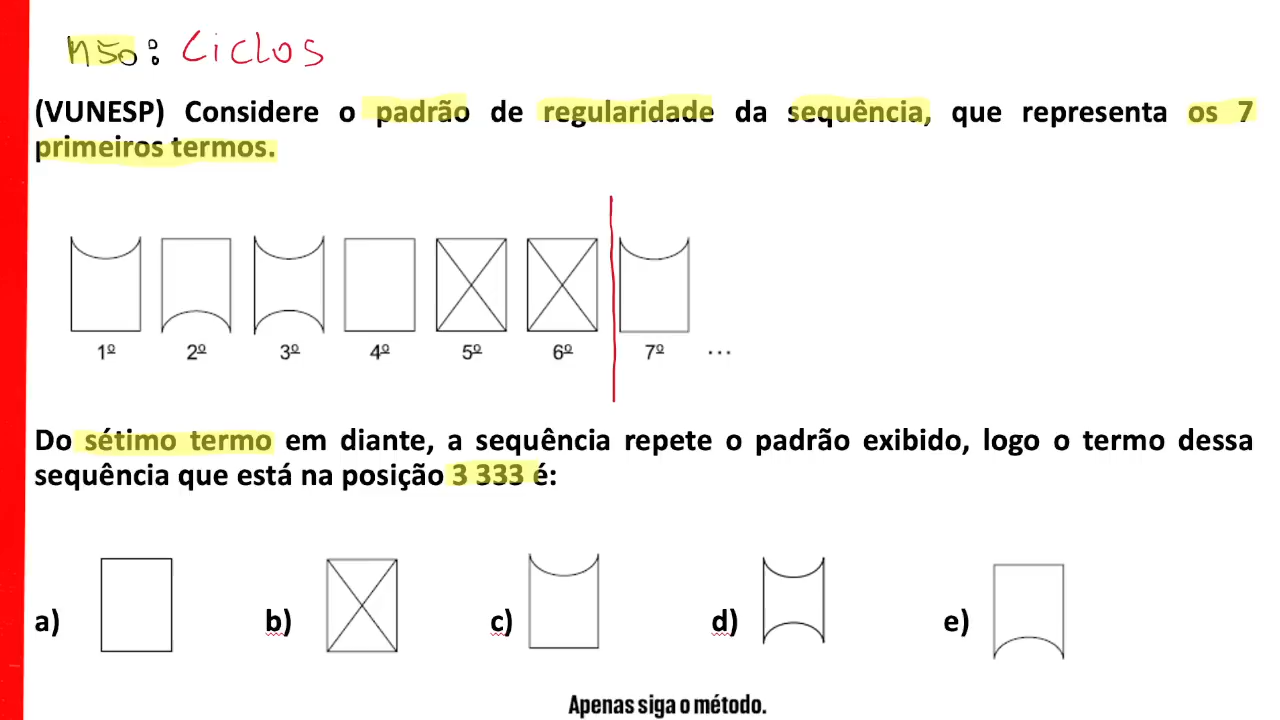 M50: Ciclos
(VUNESP) Considere o padrão de regularidade da sequência, que representa os 7
primeiros termos.
1º 2º 3º 4º 5º 6º 7º ...
Do sétimo termo em diante, a sequência repete o padrão exibido, logo o termo dessa
sequência que está na posição 3 333 é:
a) b) c) d) e)
Apenas siga o método.